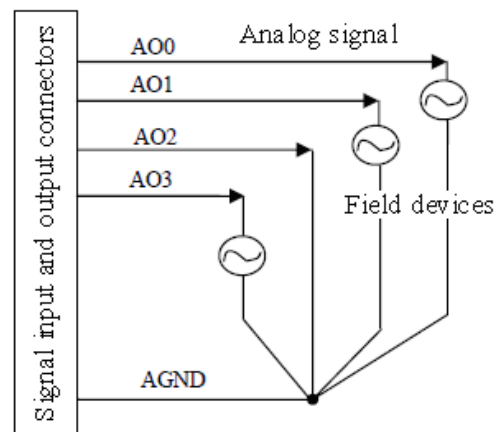 Signal input and output connectors
AO0
Analog signal
AO1
AO2
AO3
Field devices
AGND